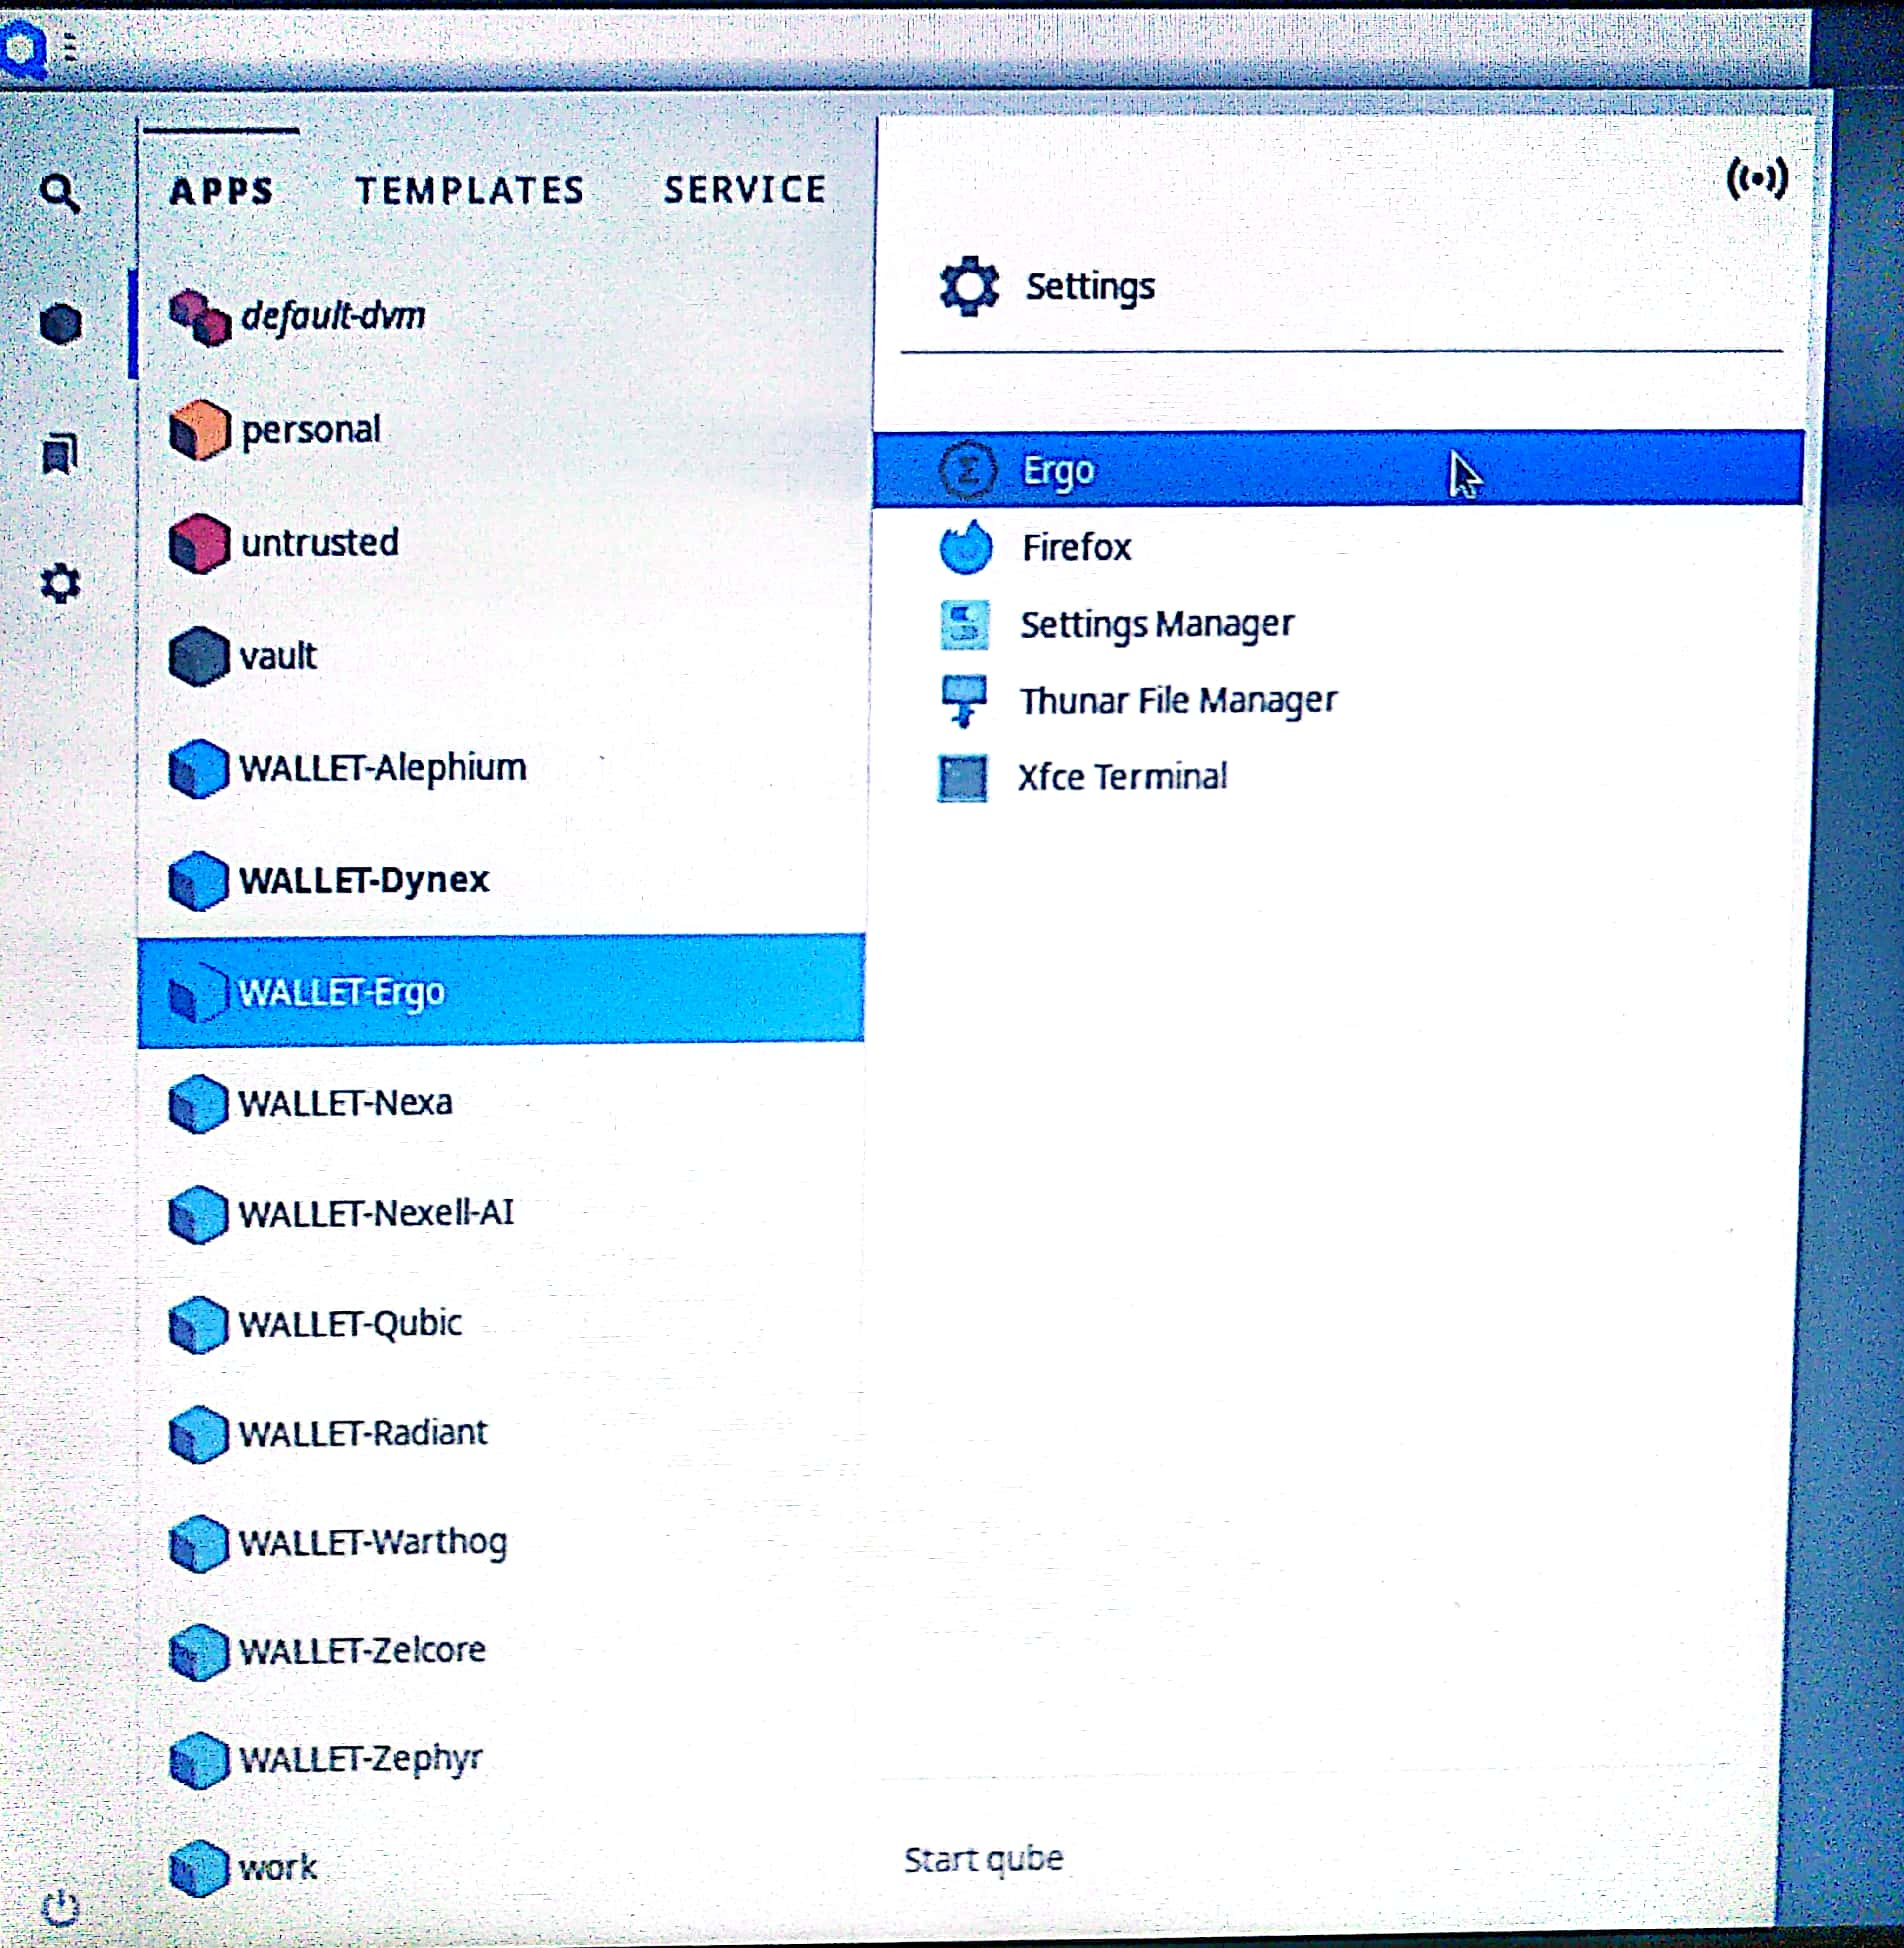 APPS TEMPLATES SERVICE
default-dvm
personal
untrusted
vault
WALLET-Alephium
WALLET-Dynex
WALLET-Ergo
WALLET-Nexa
WALLET-Nexell-AI
WALLET-Qubic
WALLET-Radiant
WALLET-Warthog
WALLET-Zelcore
WALLET-Zephyr
work
Settings
Ergo
Firefox
Settings Manager
Thunar File Manager
Xfce Terminal
Start qube